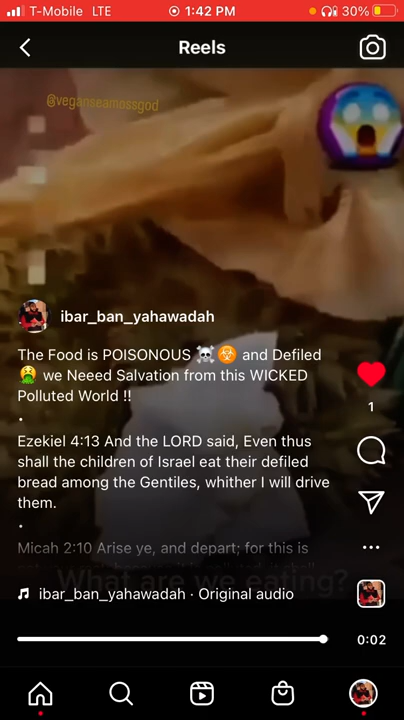 T-Mobile LTE 1:42 PM 30%
Reels
@veganseamossgod
ibar_ban_yahawadah
The Food is POISONOUS ☠️☣️ and Defiled
🤮 we Neeed Salvation from this WICKED
Polluted World !!
.
Ezekiel 4:13 And the LORD said, Even thus
shall the children of Israel eat their defiled
bread among the Gentiles, whither I will drive
them.
.
Micah 2:10 Arise ye, and depart; for this is
What are we eating?
1
ibar_ban_yahawadah · Original audio
0:02